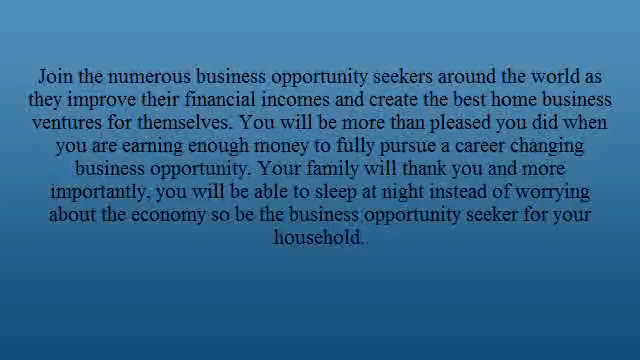 Join the numerous business opportunity seekers around the world as
they improve their financial incomes and create the best home business
ventures for themselves. You will be more than pleased you did when
you are earning enough money to fully pursue a career changing
business opportunity. Your family will thank you and more
importantly, you will be able to sleep at night instead of worrying
about the economy so be the business opportunity seeker for your
household.